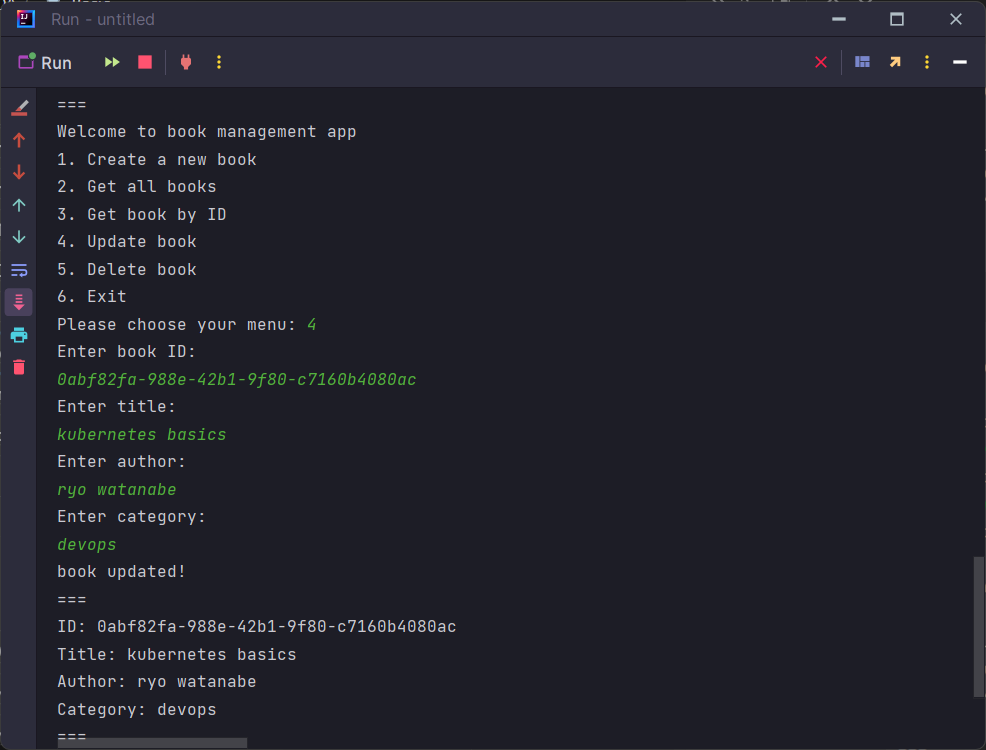 Run - untitled
Run
===
Welcome to book management app
1. Create a new book
2. Get all books
3. Get book by ID
4. Update book
5. Delete book
6. Exit
Please choose your menu: 4
Enter book ID:
0abf82fa-988e-42b1-9f80-c7160b4080ac
Enter title:
kubernetes basics
Enter author:
ryo watanabe
Enter category:
devops
book updated!
===
ID: 0abf82fa-988e-42b1-9f80-c7160b4080ac
Title: kubernetes basics
Author: ryo watanabe
Category: devops
===